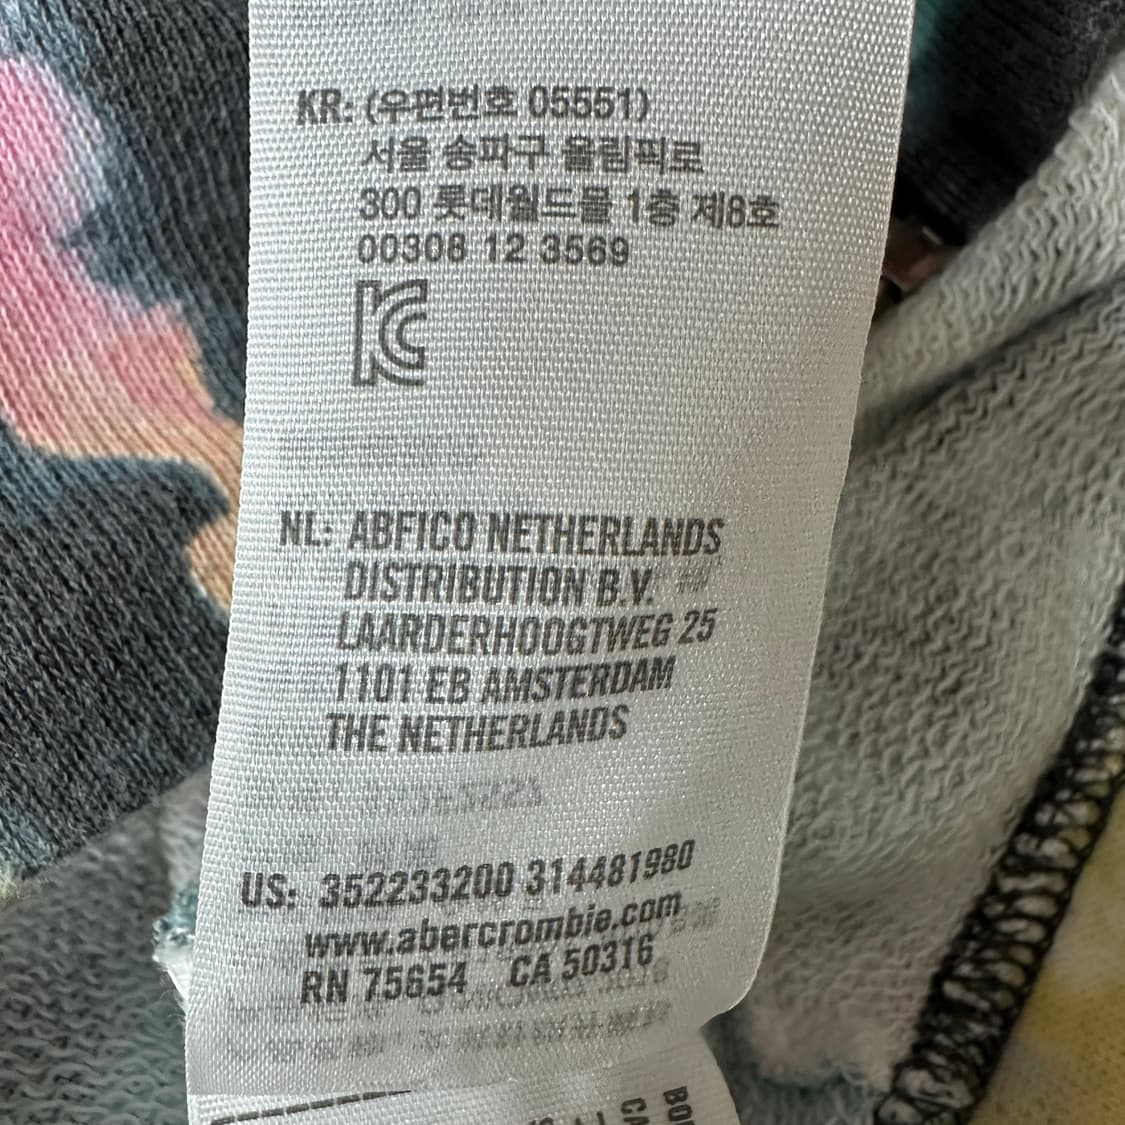 KR: (우편번호 05551)
서울 송파구 올림픽로
300 롯데월드몰 1층 제8호
00308 12 3569
KC
NL: ABFICO NETHERLANDS
DISTRIBUTION B.V.
LAARDERHOOGTWEG 25
1101 EB AMSTERDAM
THE NETHERLANDS
US: 352233200 314481980
www.abercrombie.com
RN 75654 CA 50316